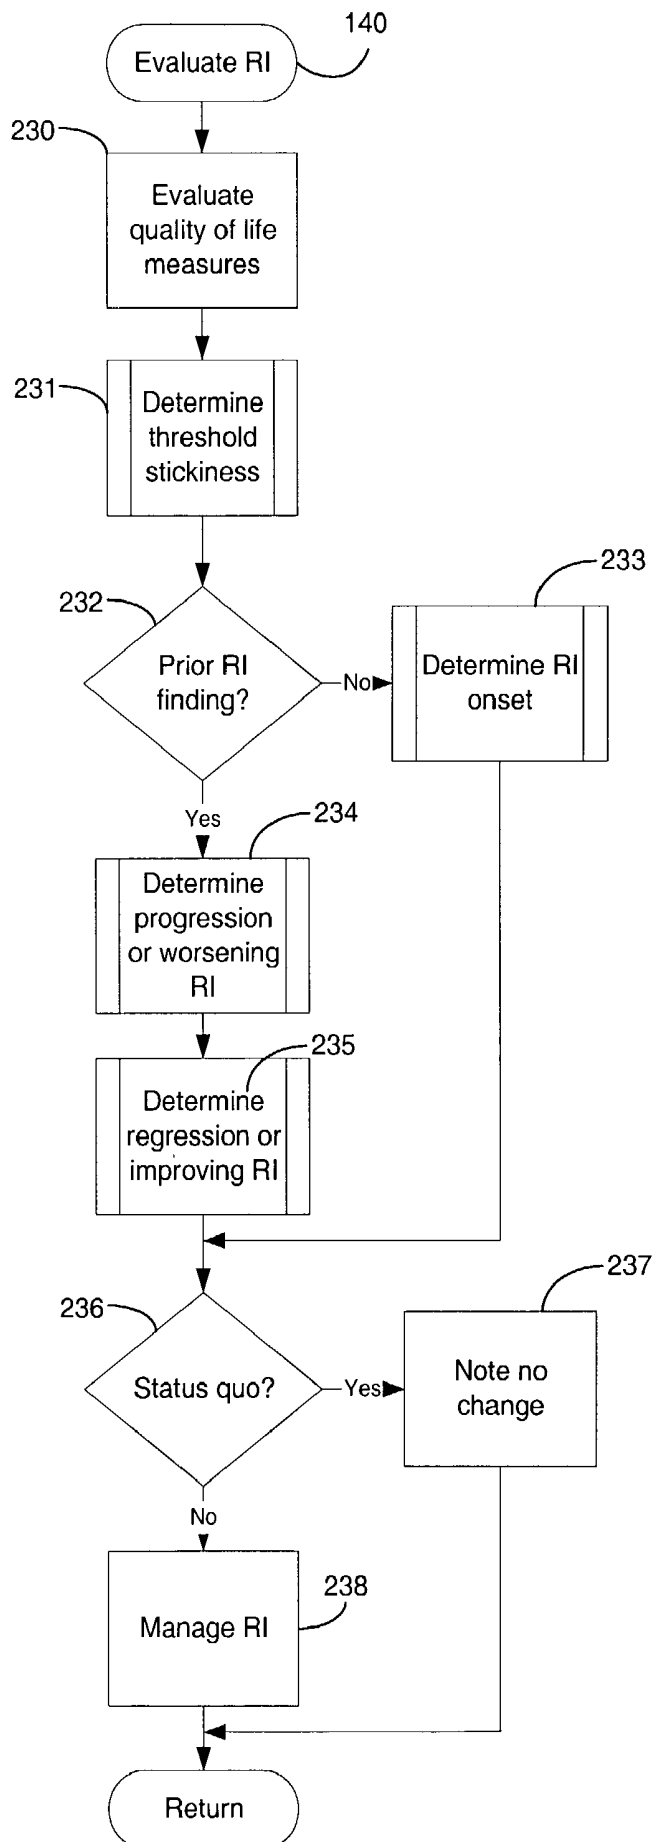 140
Evaluate RI
230
Evaluate
quality of life
measures
231
Determine
threshold
stickiness
232
Prior RI
finding?
No
233
Determine RI
onset
Yes
234
Determine
progression
or worsening
RI
235
Determine
regression or
improving RI
236
Status quo?
Yes
237
Note no
change
No
238
Manage RI
Return